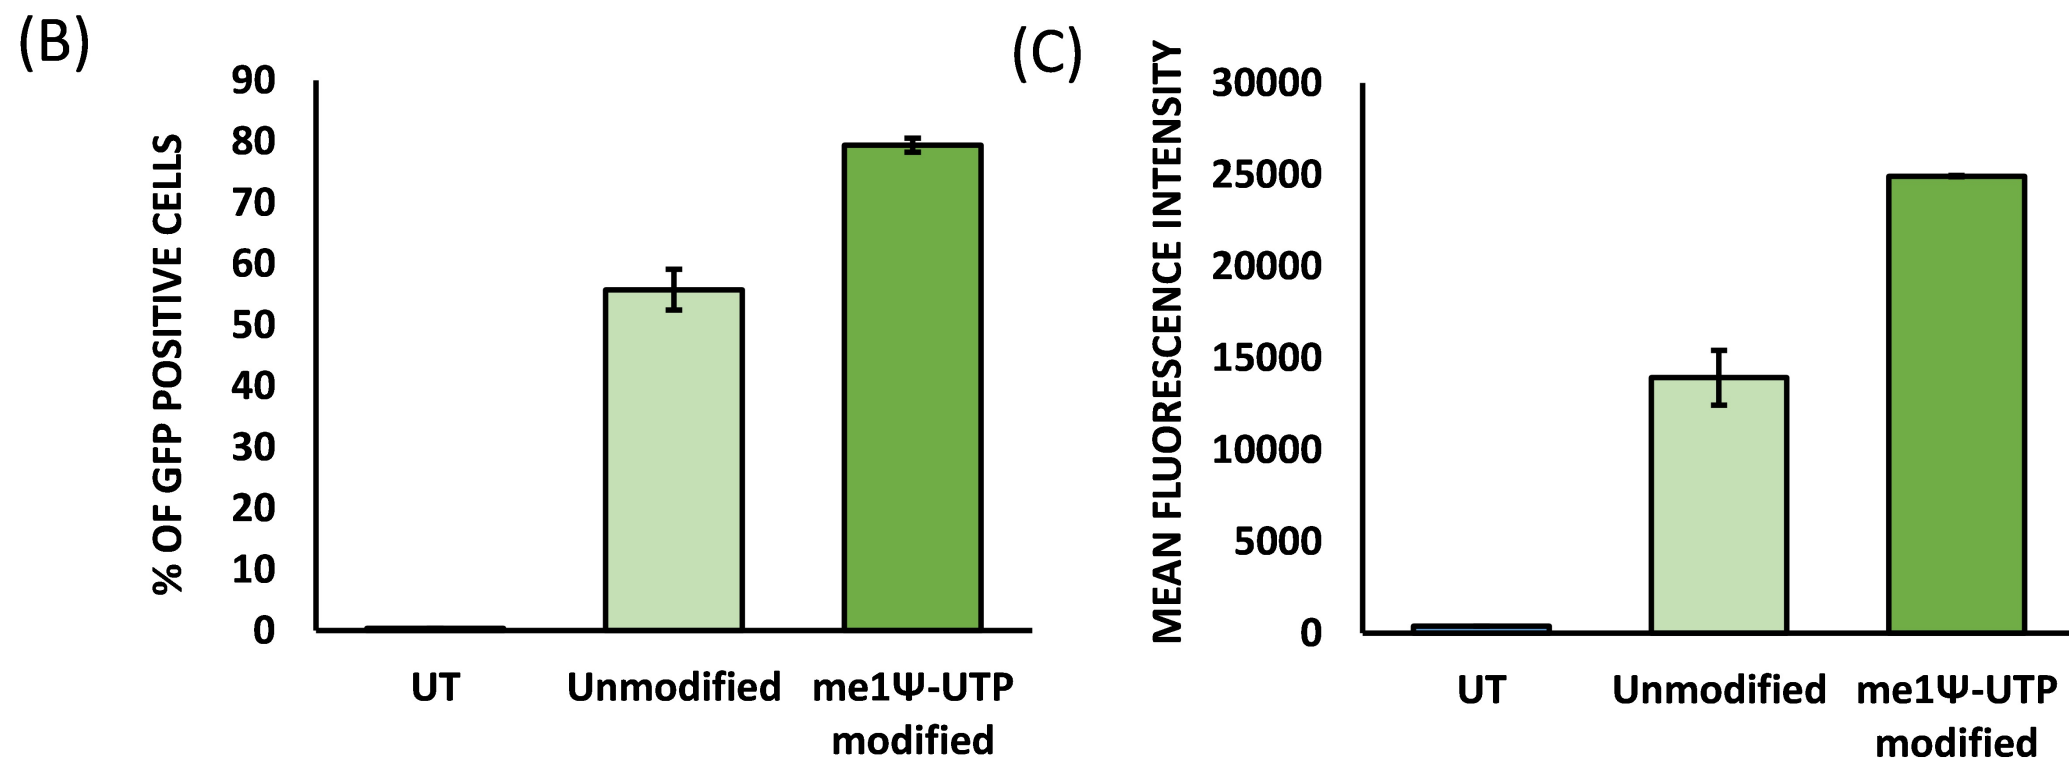 (B)
% OF GFP POSITIVE CELLS
90
80
70
60
50
40
30
20
10
0
UT
Unmodified
me1Ψ-UTP
modified
(C)
MEAN FLUORESCENCE INTENSITY
30000
25000
20000
15000
10000
5000
0
UT
Unmodified
me1Ψ-UTP
modified